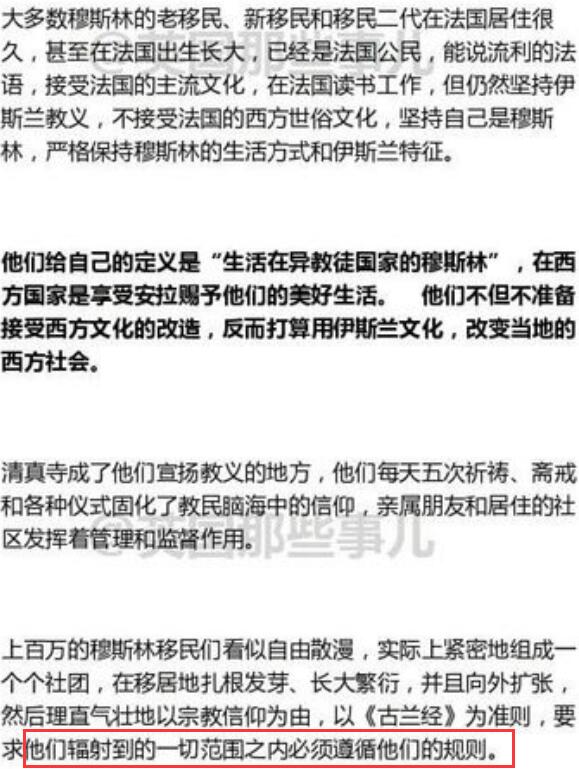 大多数穆斯林的老移民、新移民和移民二代在法国居住很
久，甚至在法国出生长大，已经是法国公民，能说流利的法
语，接受法国的主流文化，在法国读书工作，但仍然坚持伊
斯兰教义，不接受法国的西方世俗文化，坚持自己是穆斯
林，严格保持穆斯林的生活方式和伊斯兰特征。
他们给自己的定义是“生活在异教徒国家的穆斯林”，在西
方国家是享受安拉赐予他们的美好生活。 他们不但不准备
接受西方文化的改造，反而打算用伊斯兰文化，改变当地的
西方社会。
清真寺成了他们宣扬教义的地方，他们每天五次祈祷、斋戒
和各种仪式固化了教民脑海中的信仰，亲属朋友和居住的社
区发挥着管理和监督作用。
上百万的穆斯林移民们看似自由散漫，实际上紧密地组成一
个个社团，在移居地扎根发芽、长大繁衍，并且向外扩张，
然后理直气壮地以宗教信仰为由，以《古兰经》为准则，要
求他们辐射到的一切范围之内必须遵循他们的规则。
@英国那些事儿
@英国那些事儿